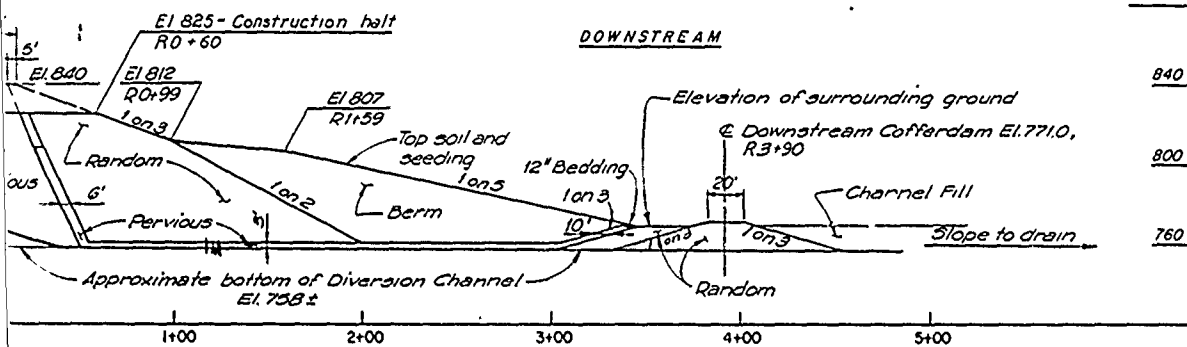 El 825 - Construction halt
R0+60
DOWNSTREAM
5'
El. 840
El 812
R0+99
El 807
R1+59
Elevation of surrounding ground
840
1 on 3
℄ Downstream Cofferdam El. 771.0,
R3+90
Top soil and
seeding
12" Bedding
800
Random
1 on 2
1 on 5
1 on 3
20'
Channel Fill
6'
Berm
10'
Pervious
3'
1 on 3
1 on 3
Slope to drain
760
Approximate bottom of Diversion Channel
El. 758 ±
Random
1+00
2+00
3+00
4+00
5+00